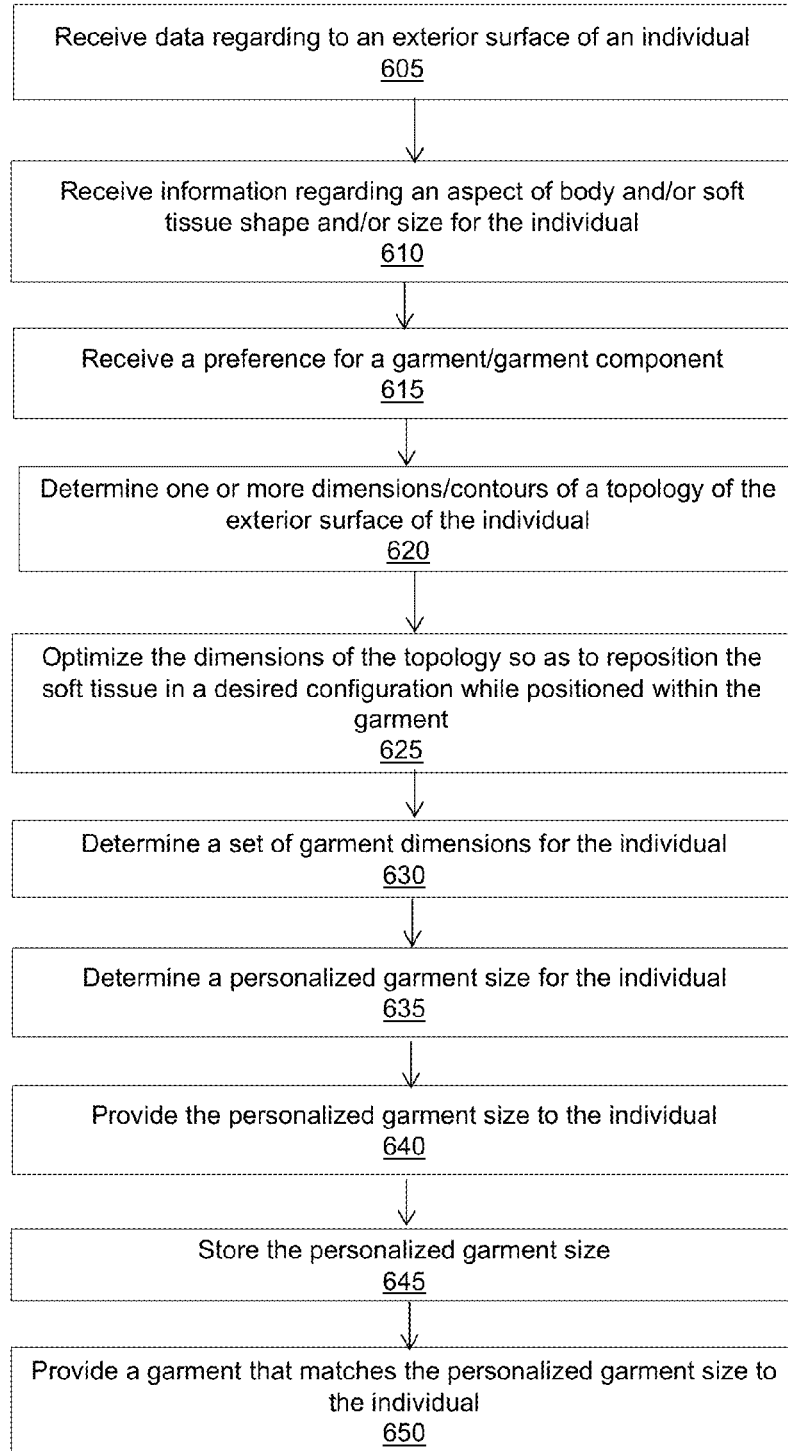 Receive data regarding to an exterior surface of an individual
605
Receive information regarding an aspect of body and/or soft
tissue shape and/or size for the individual
610
Receive a preference for a garment/garment component
615
Determine one or more dimensions/contours of a topology of the
exterior surface of the individual
620
Optimize the dimensions of the topology so as to reposition the
soft tissue in a desired configuration while positioned within the
garment
625
Determine a set of garment dimensions for the individual
630
Determine a personalized garment size for the individual
635
Provide the personalized garment size to the individual
640
Store the personalized garment size
645
Provide a garment that matches the personalized garment size to
the individual
650